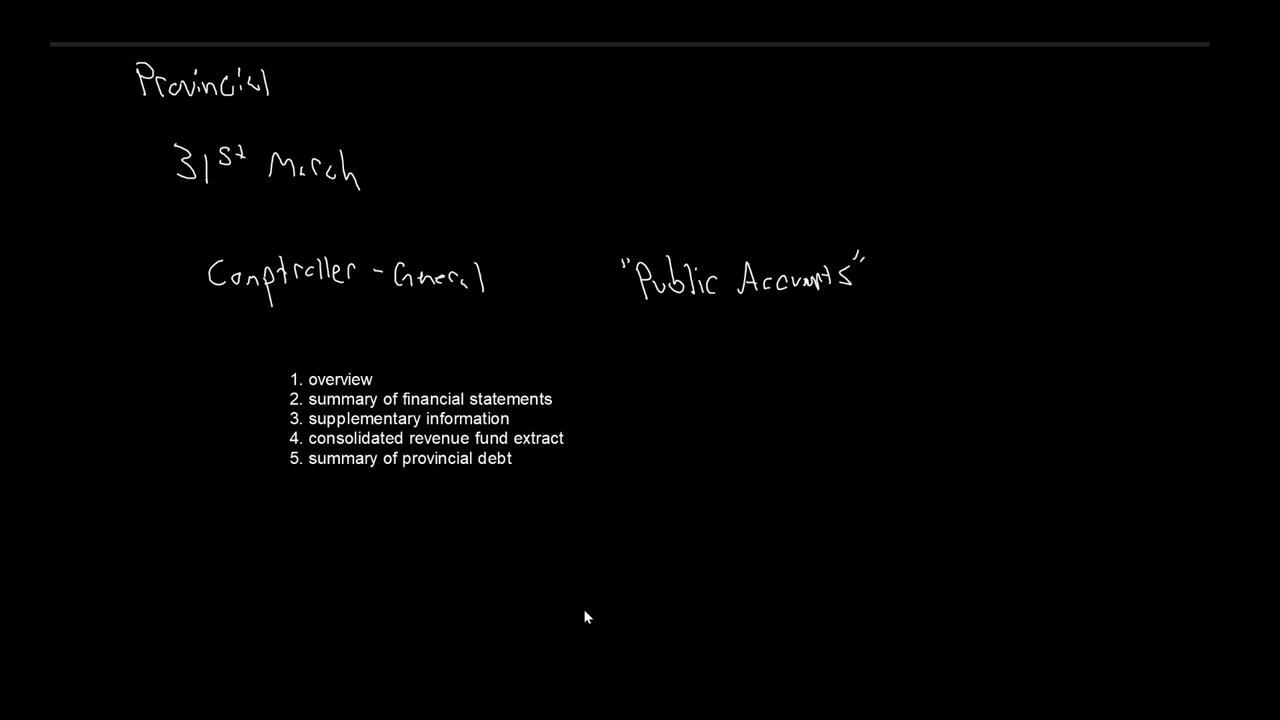 Provincial
31st March
Comptroller - General "Public Accounts"
1. overview
2. summary of financial statements
3. supplementary information
4. consolidated revenue fund extract
5. summary of provincial debt